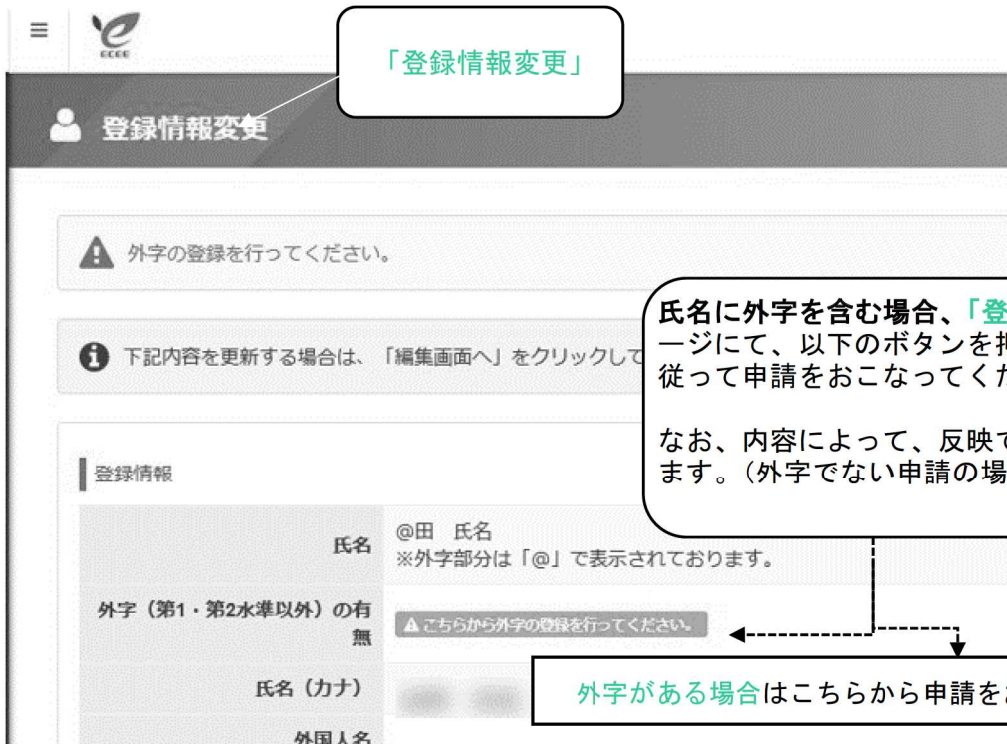 ECEE
「登録情報変更」
登録情報変更
外字の登録を行ってください。
下記内容を更新する場合は、「編集画面へ」をクリックして
氏名に外字を含む場合、「登
ージにて、以下のボタンを押
従って申請をおこなってくだ
なお、内容によって、反映で
ます。（外字でない申請の場
登録情報
氏名
@田 氏名
※外字部分は「@」で表示されております。
外字（第1・第2水準以外）の有
無
こちらから外字の登録を行ってください。
氏名（カナ）
外字がある場合はこちらから申請をお
外国人名